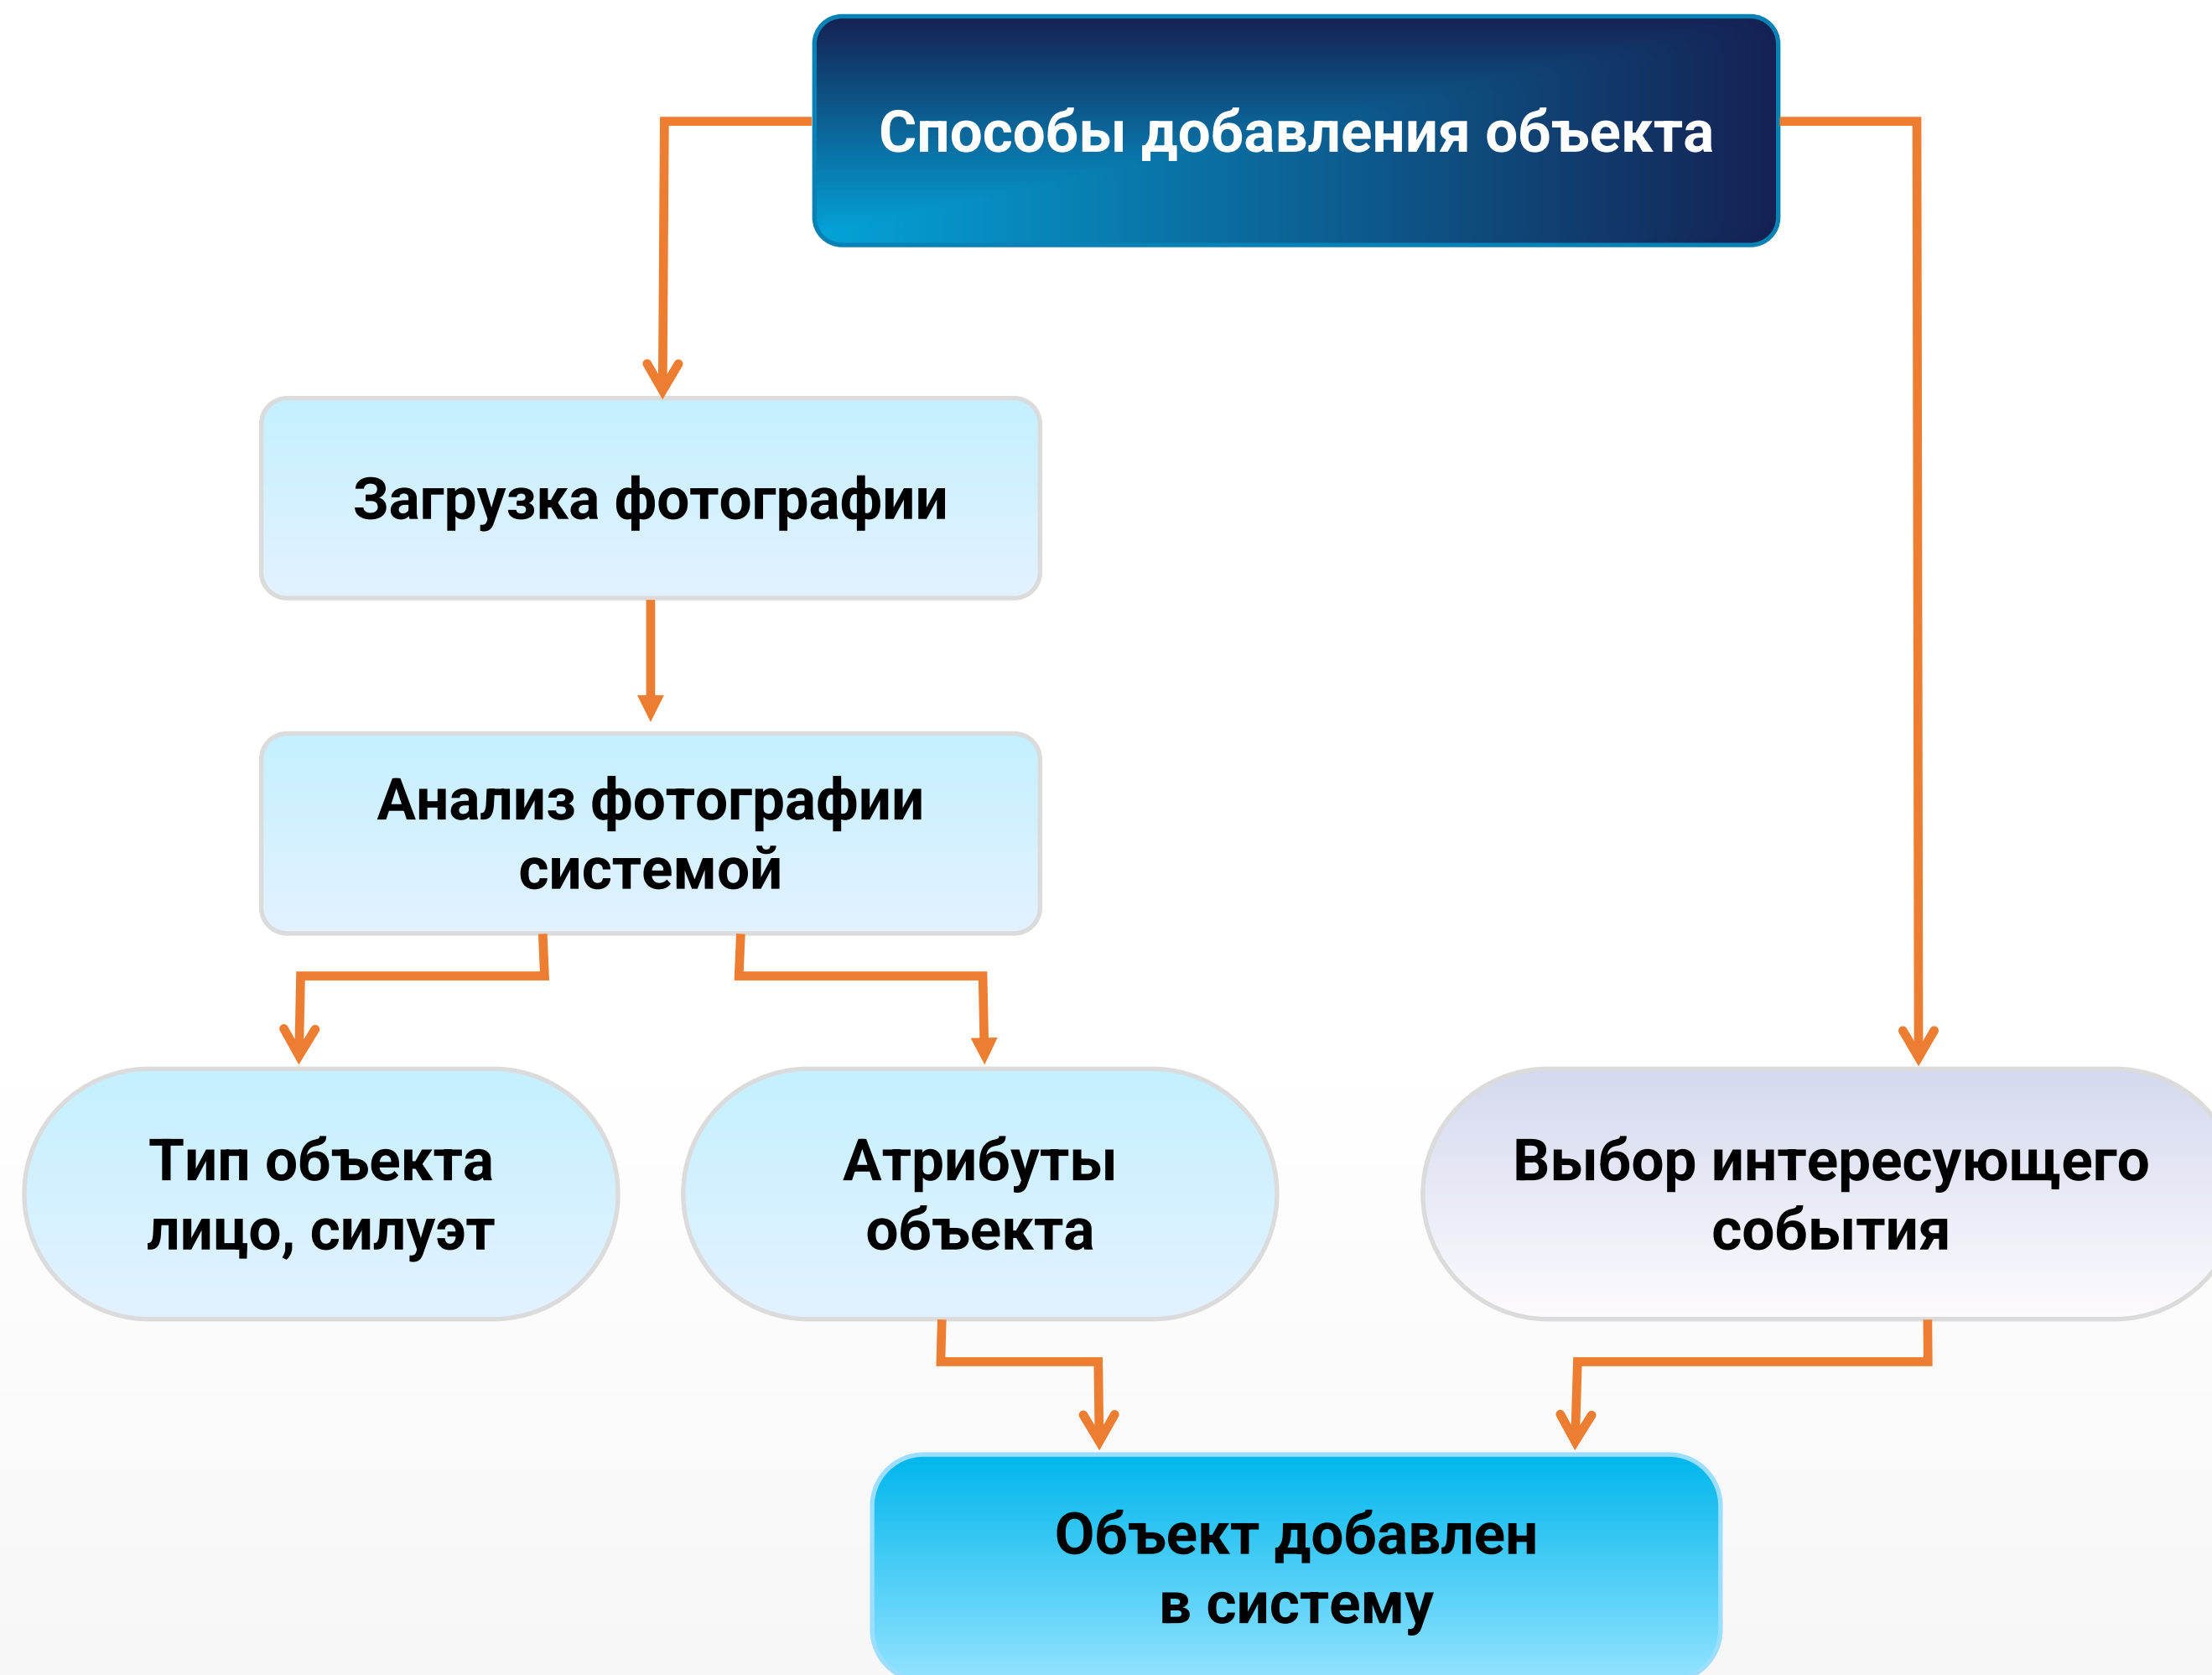 Способы добавления объекта
Загрузка фотографии
Анализ фотографии
системой
Тип объекта
лицо, силуэт
Атрибуты
объекта
Выбор интересующего
события
Объект добавлен
в систему